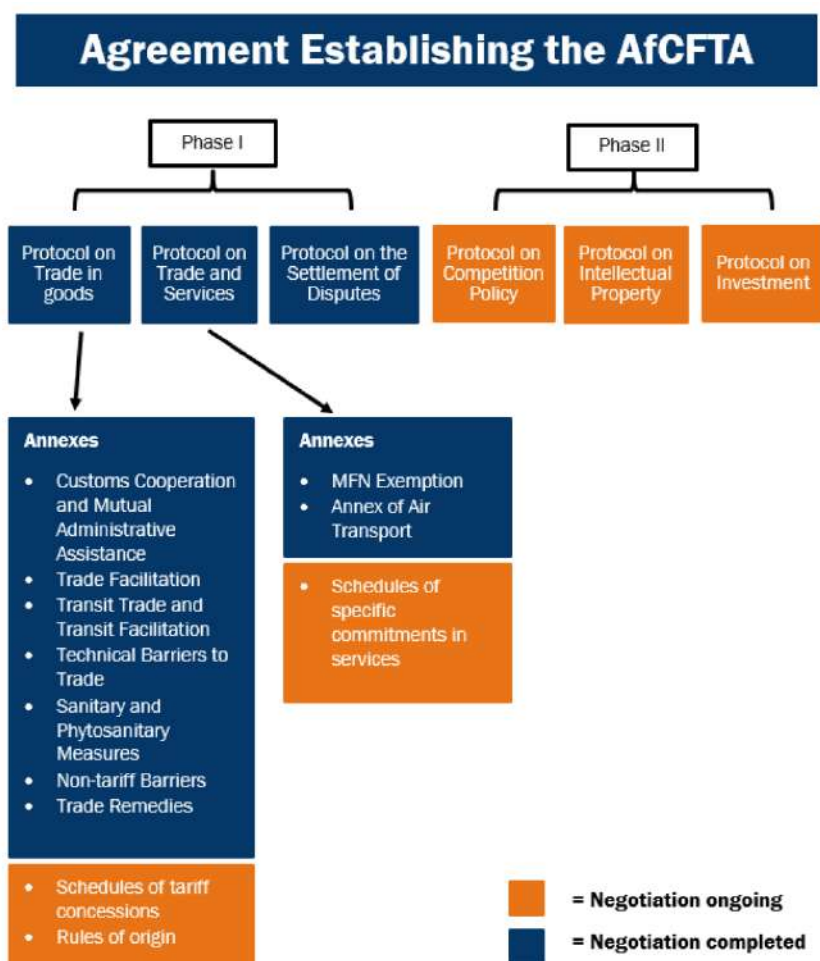 Agreement Establishing the AfCFTA
Phase I
Phase II
Protocol on
Trade in
goods
Protocol on
Trade and
Services
Protocol on the
Settlement of
Disputes
Protocol on
Competition
Policy
Protocol on
Intellectual
Property
Protocol on
Investment
Annexes
• Customs Cooperation
and Mutual
Administrative
Assistance
• Trade Facilitation
• Transit Trade and
Transit Facilitation
• Technical Barriers to
Trade
• Sanitary and
Phytosanitary
Measures
• Non-tariff Barriers
• Trade Remedies
• Schedules of tariff
concessions
• Rules of origin
Annexes
• MFN Exemption
• Annex of Air
Transport
• Schedules of
specific
commitments in
services
= Negotiation ongoing
= Negotiation completed